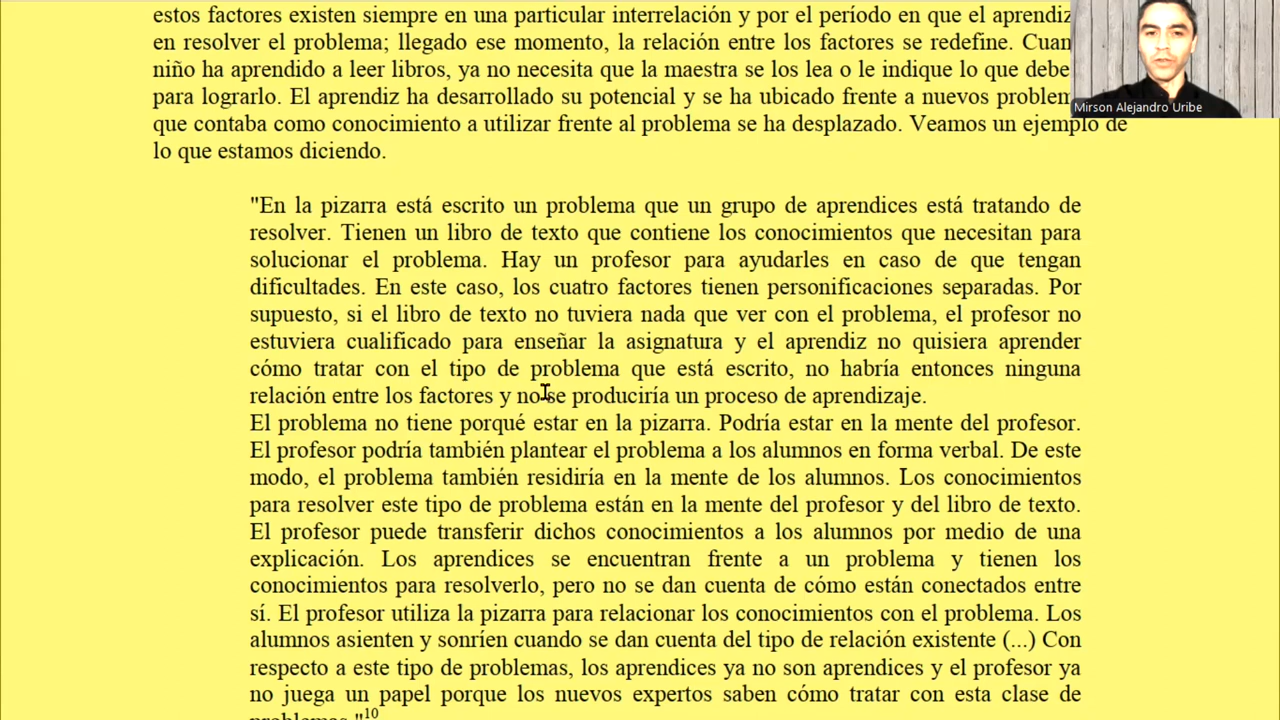 estos factores existen siempre en una particular interrelación y por el período en que el aprendiz
en resolver el problema; llegado ese momento, la relación entre los factores se redefine.
niño ha aprendido a leer libros, ya no necesita que la maestra se los lea o le indique lo que debe
para lograrlo. El aprendiz ha desarrollado su potencial y se ha ubicado frente a nuevos
que contaba como conocimiento a utilizar frente al problema se ha desplazado. Veamos un ejemplo de
lo que estamos diciendo.
"En la pizarra está escrito un problema que un grupo de aprendices está tratando de
resolver. Tienen un libro de texto que contiene los conocimientos que necesitan para
solucionar el problema. Hay un profesor para ayudarles en caso de que tengan
dificultades. En este caso, los cuatro factores tienen personificaciones separadas. Por
supuesto, si el libro de texto no tuviera nada que ver con el problema, el profesor no
estuviera cualificado para enseñar la asignatura y el aprendiz no quisiera aprender
cómo tratar con el tipo de problema que está escrito, no habría entonces ninguna
relación entre los factores y no se produciría un proceso de aprendizaje.
El problema no tiene porqué estar en la pizarra. Podría estar en la mente del profesor.
El profesor podría también plantear el problema a los alumnos en forma verbal. De este
modo, el problema también residiría en la mente de los alumnos. Los conocimientos
para resolver este tipo de problema están en la mente del profesor y del libro de texto.
El profesor puede transferir dichos conocimientos a los alumnos por medio de una
explicación. Los aprendices se encuentran frente a un problema y tienen los
conocimientos para resolverlo, pero no se dan cuenta de cómo están conectados entre
sí. El profesor utiliza la pizarra para relacionar los conocimientos con el problema. Los
alumnos asienten y sonríen cuando se dan cuenta del tipo de relación existente (...) Con
respecto a este tipo de problemas, los aprendices ya no son aprendices y el profesor ya
no juega un papel porque los nuevos expertos saben cómo tratar con esta clase de
problemas."10
Mirson Alejandro Uribe